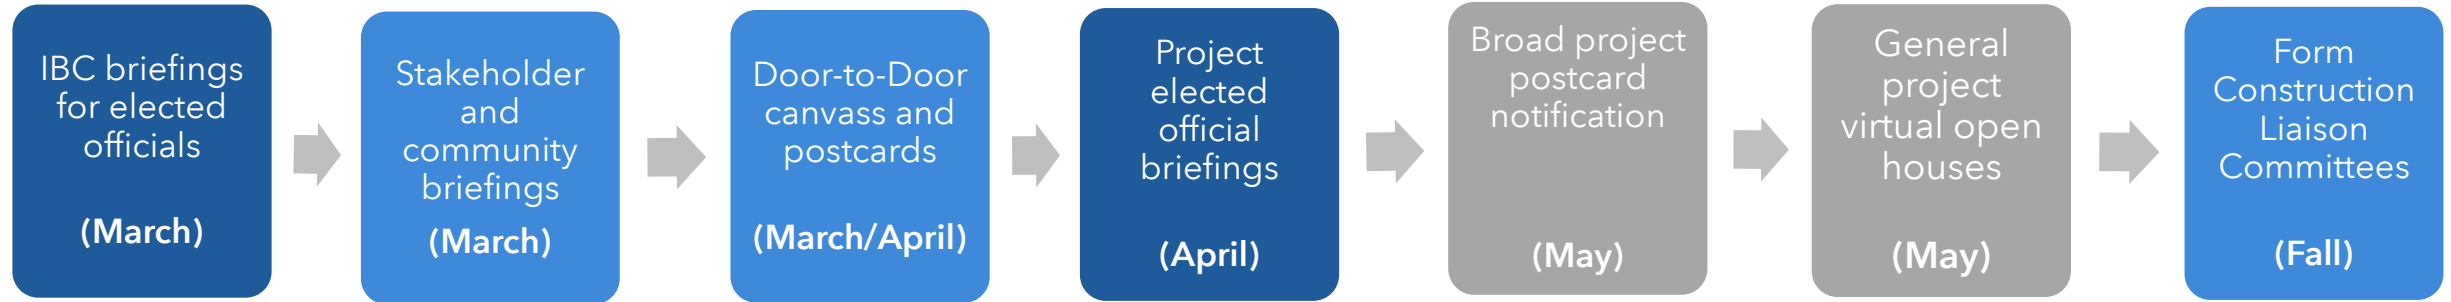 IBC briefings
for elected
officials
(March)
Stakeholder
and
community
briefings
(March)
Door-to-Door
canvass and
postcards
(March/April)
Project
elected
official
briefings
(April)
Broad project
postcard
notification
(May)
General
project
virtual open
houses
(May)
Form
Construction
Liaison
Committees
(Fall)